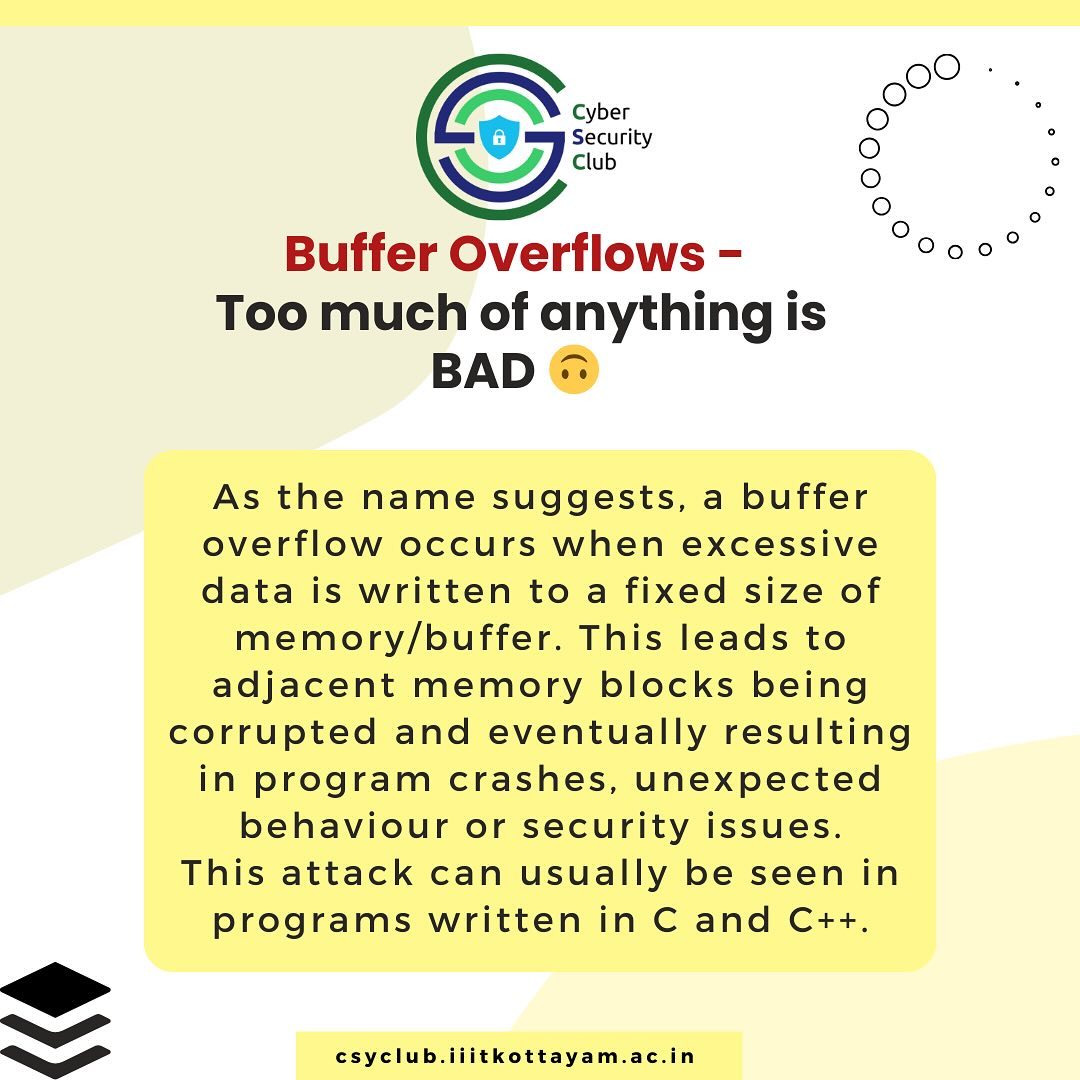 Cyber
Security
Club
Buffer Overflows -
Too much of anything is
BAD 🙃
As the name suggests, a buffer
overflow occurs when excessive
data is written to a fixed size of
memory/buffer. This leads to
adjacent memory blocks being
corrupted and eventually resulting
in program crashes, unexpected
behaviour or security issues.
This attack can usually be seen in
programs written in C and C++.
csyclub.iiitkottayam.ac.in